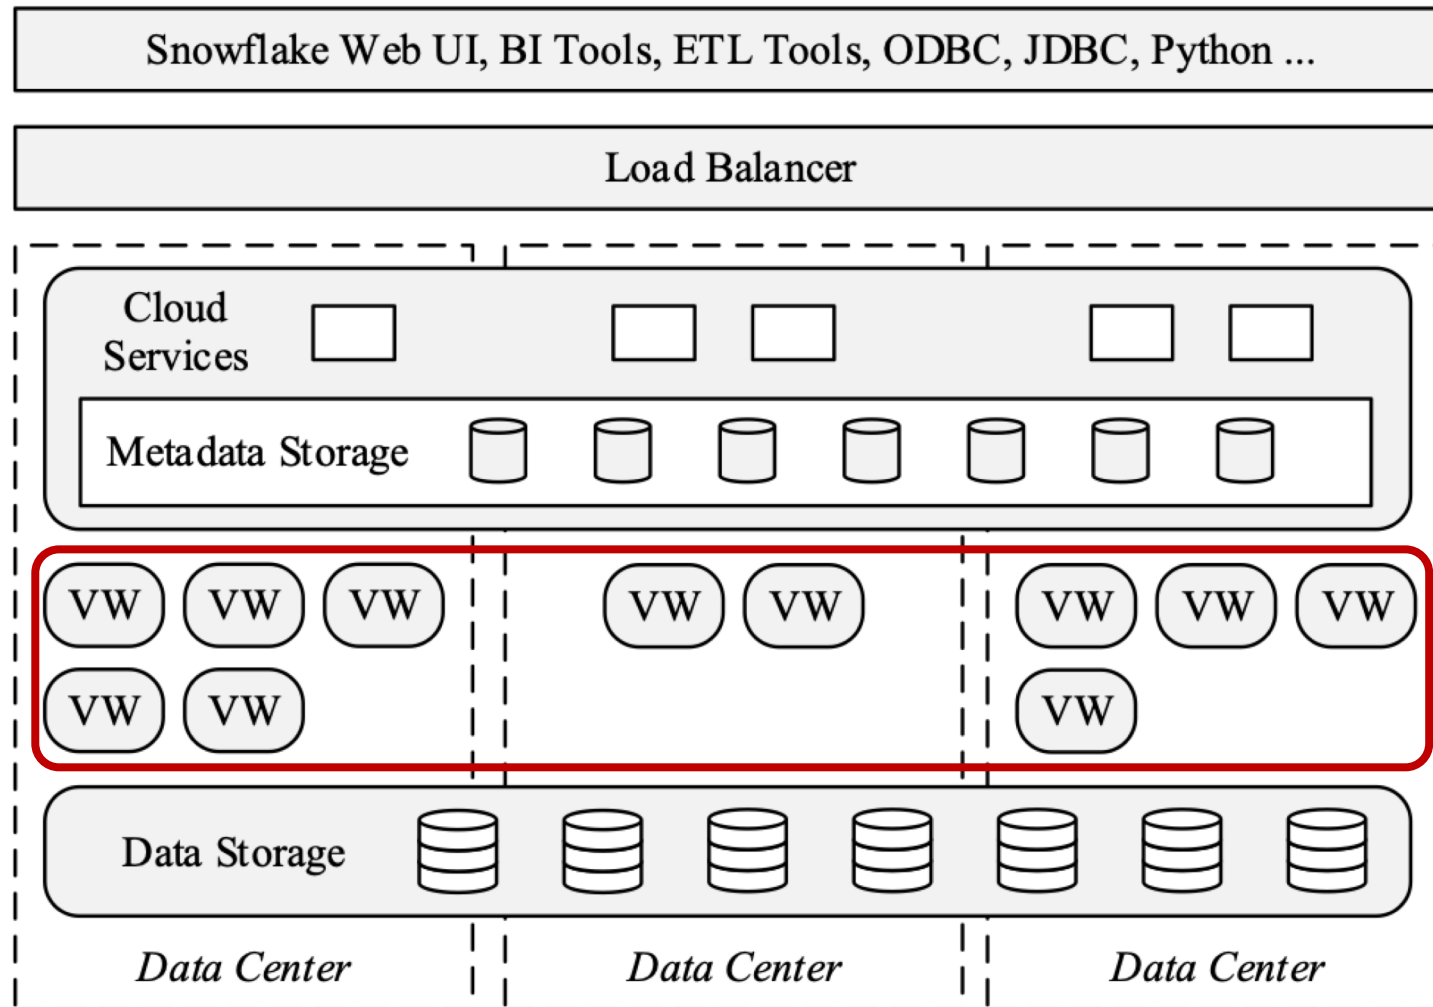 Snowflake Web UI, BI Tools, ETL Tools, ODBC, JDBC, Python ...
Load Balancer
Cloud
Services
Metadata Storage
VW VW VW VW VW VW VW VW
VW VW VW
Data Storage
Data Center Data Center Data Center